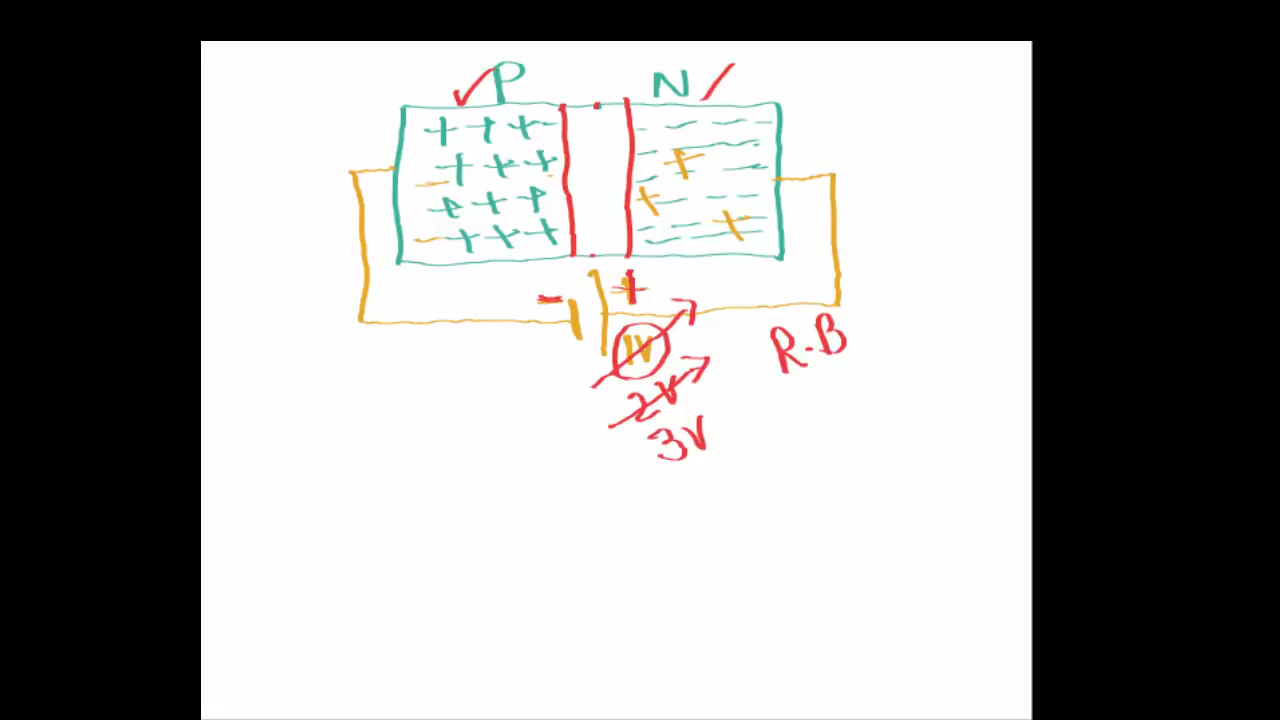 P N
+ + +
+ + +
+ + +
+ + +
- +
1V
2V
3V
R.B